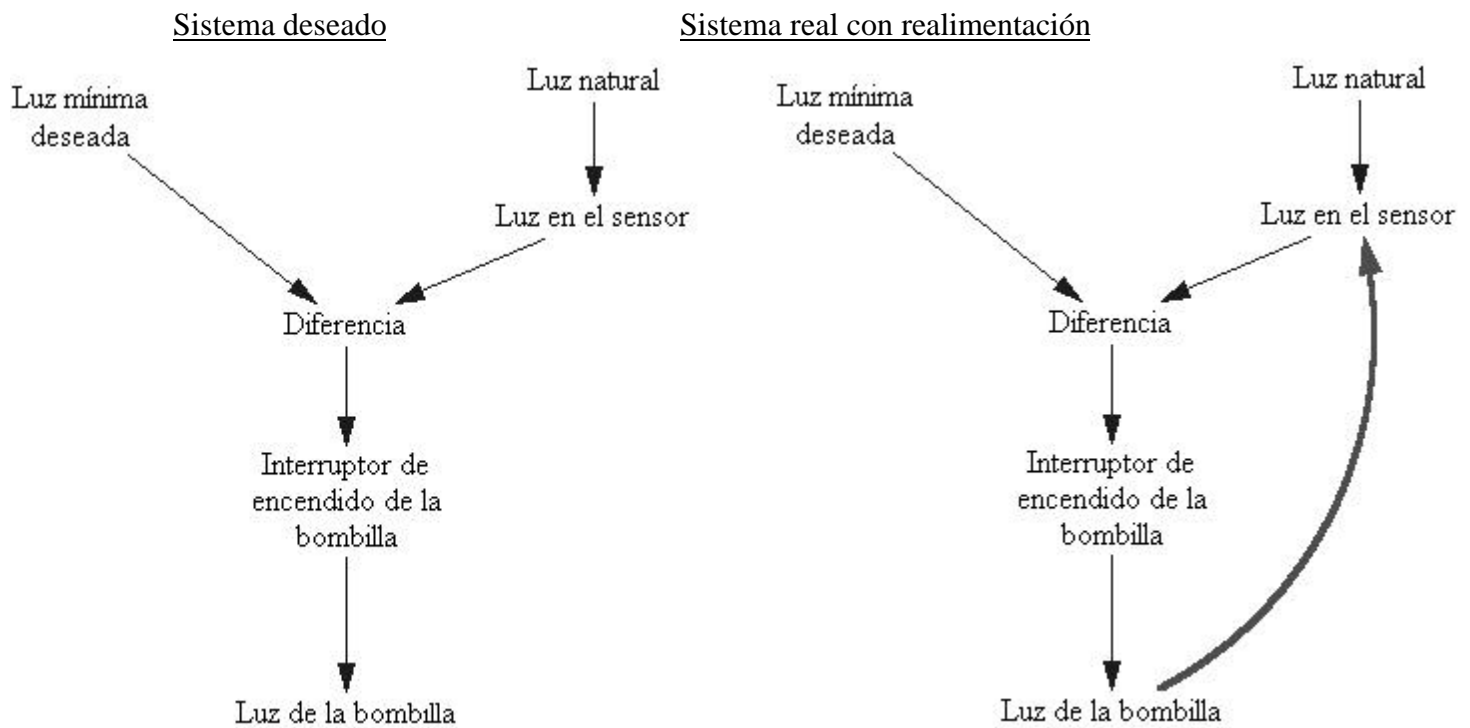 Sistema deseado
Luz mínima
deseada
Luz natural
Luz en el sensor
Diferencia
Interruptor de
encendido de la
bombilla
Luz de la bombilla
Sistema real con realimentación
Luz mínima
deseada
Luz natural
Luz en el sensor
Diferencia
Interruptor de
encendido de la
bombilla
Luz de la bombilla